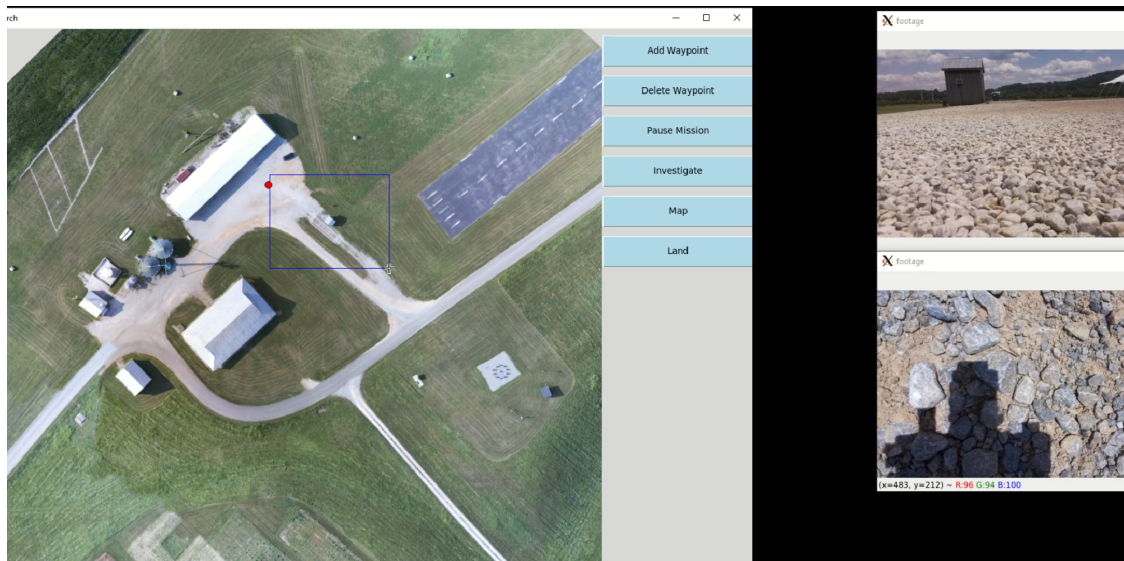 rch
Add Waypoint
Delete Waypoint
Pause Mission
Investigate
Map
Land
footage
footage
(x=483, y=212) ~ R:96 G:94 B:100